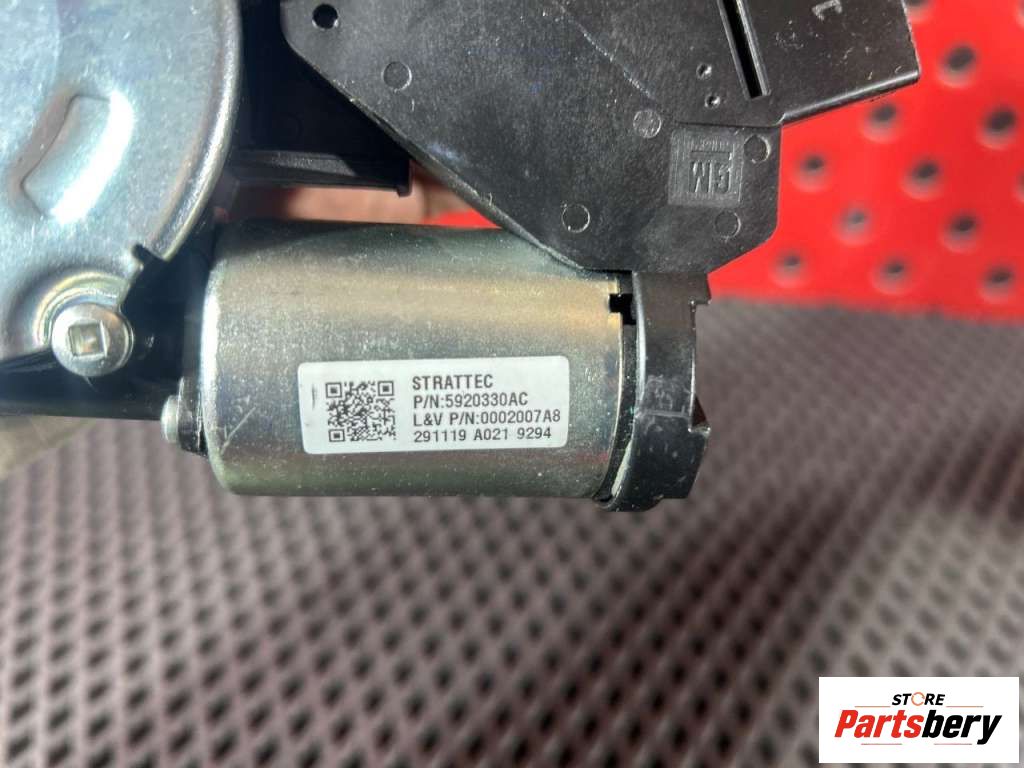 GM
STRATTEC
P/N:5920330AC
L&V P/N:0002007A8
291119 A021 9294
STORE
Partsbery